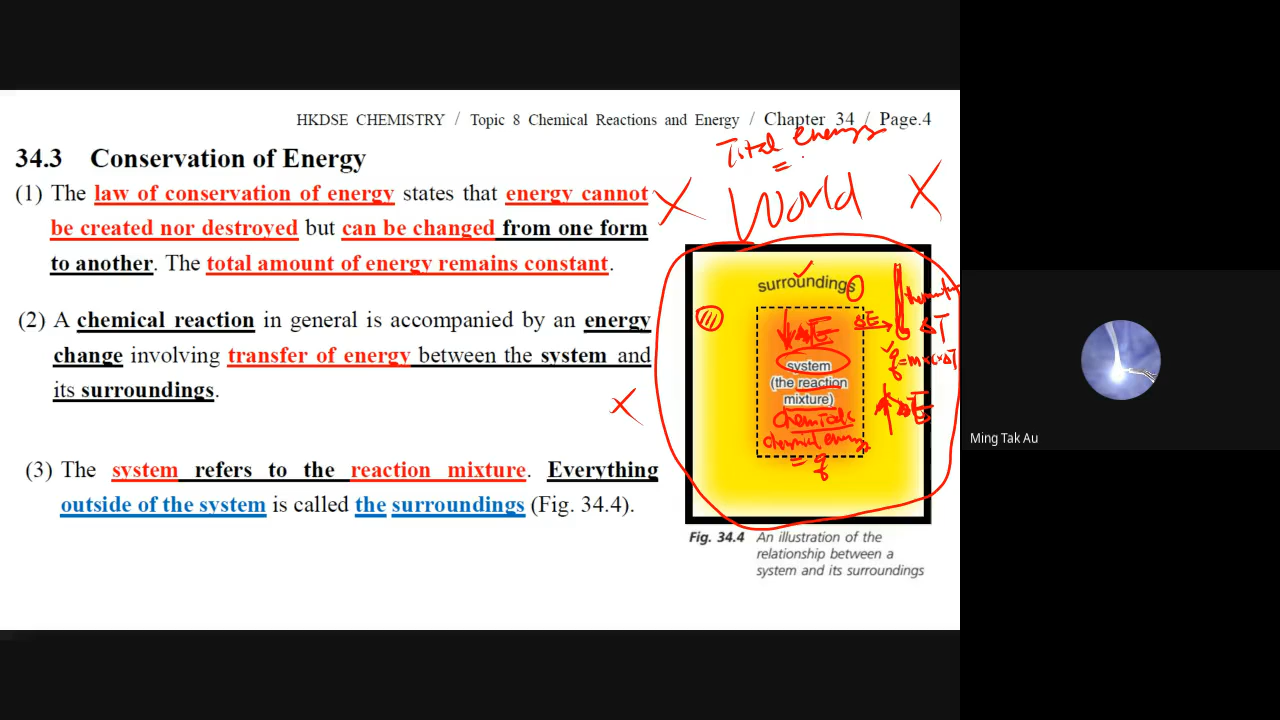 HKDSE CHEMISTRY / Topic 8 Chemical Reactions and Energy / Chapter 34 / Page.4
34.3 Conservation of Energy
(1) The law of conservation of energy states that energy cannot
be created nor destroyed but can be changed from one form
to another. The total amount of energy remains constant.
(2) A chemical reaction in general is accompanied by an energy
change involving transfer of energy between the system and
its surroundings.
(3) The system refers to the reaction mixture. Everything
outside of the system is called the surroundings (Fig. 34.4).
Total energy
=
World
surroundings
↓ΔE
system
(the reaction
mixture)
chemicals
chemical energy
= q
ΔE
ΔT
q=m×c×ΔT
↑ΔE
Fig. 34.4 An illustration of the
relationship between a
system and its surroundings
Ming Tak Au